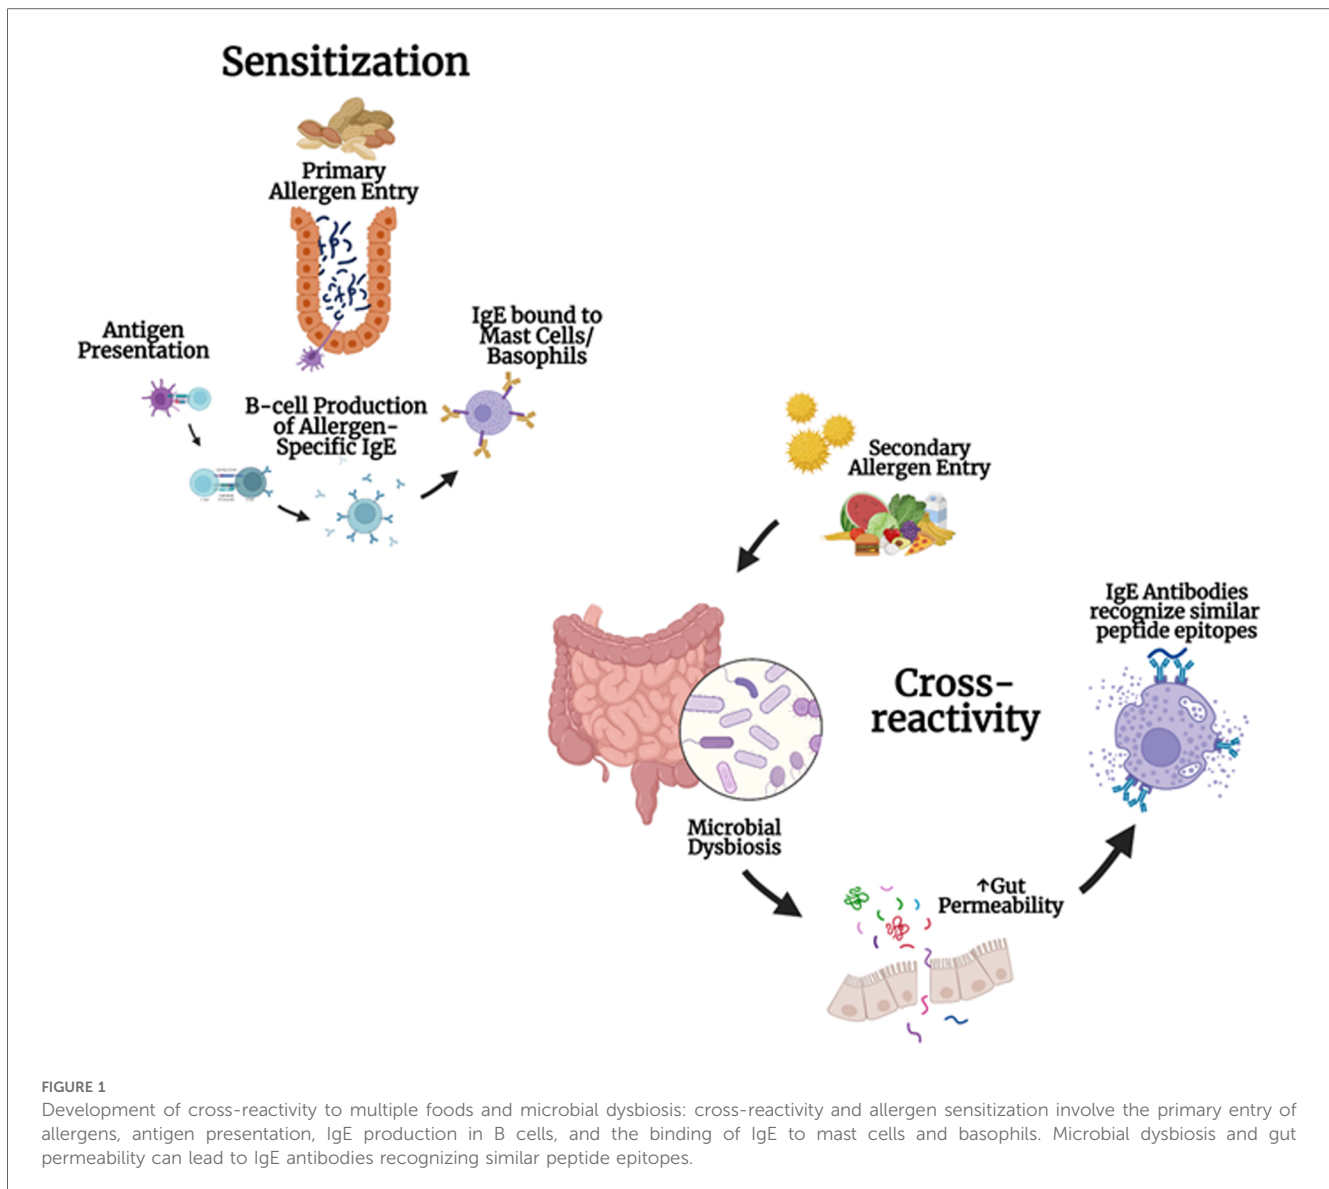 Sensitization
Primary
Allergen Entry
Antigen
Presentation
IgE bound to
Mast Cells/
Basophils
B-cell Production
of Allergen-
Specific IgE
Secondary
Allergen Entry
IgE Antibodies
recognize similar
peptide epitopes
Cross-
reactivity
Microbial
Dysbiosis
↑Gut
Permeability
FIGURE 1
Development of cross-reactivity to multiple foods and microbial dysbiosis: cross-reactivity and allergen sensitization involve the primary entry of
allergens, antigen presentation, IgE production in B cells, and the binding of IgE to mast cells and basophils. Microbial dysbiosis and gut
permeability can lead to IgE antibodies recognizing similar peptide epitopes.